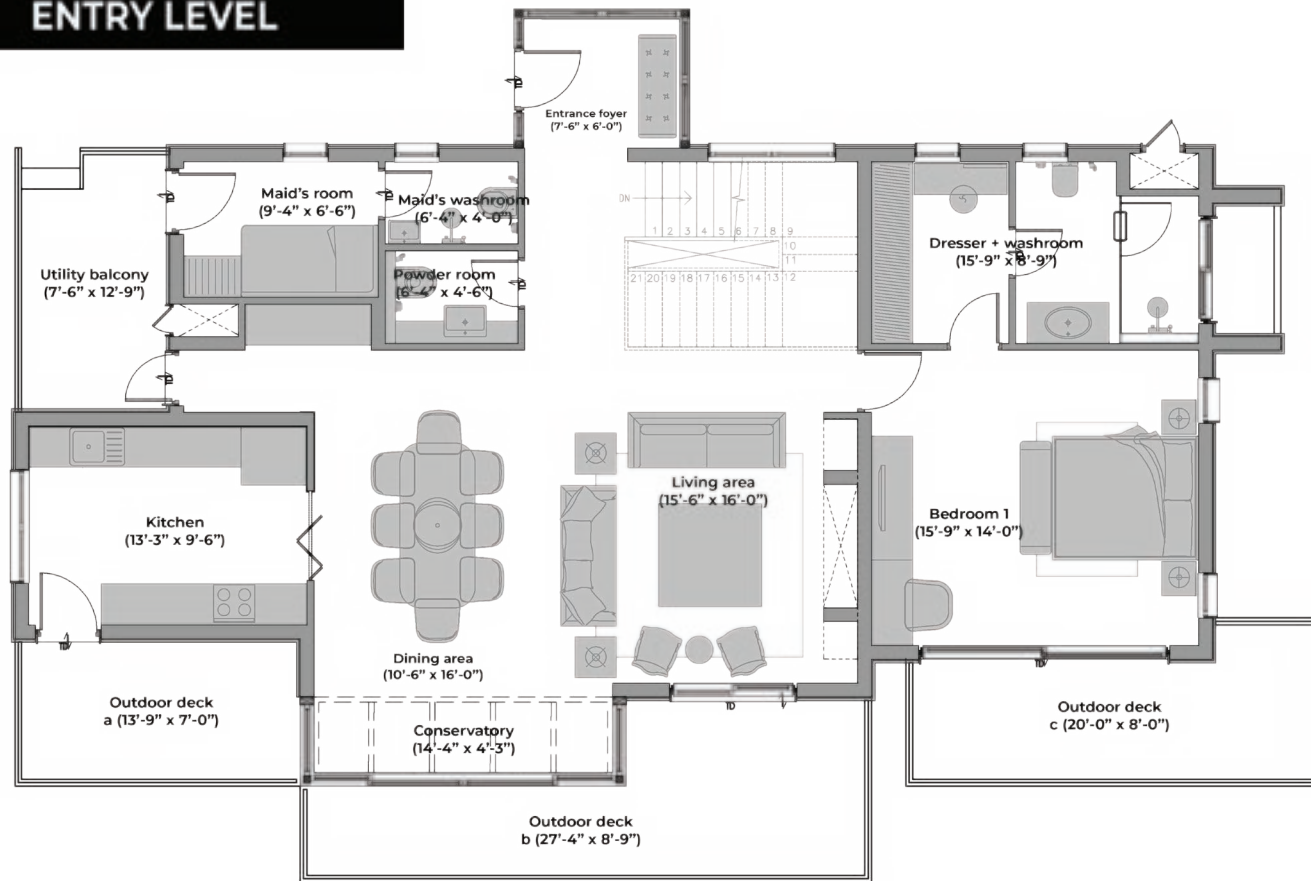 ENTRY LEVEL
Entrance foyer
(7'-6" x 6'-0")
Maid's room
(9'-4" x 6'-6")
Maid's washroom
(6'-4" x 4'-0")
DN
1 2 3 4 5 6 7 8 9
10
11
21 20 19 18 17 16 15 14 13 12
Dresser + washroom
(15'-9" x 8'-9")
Utility balcony
(7'-6" x 12'-9")
Powder room
(6'-4" x 4'-6")
Living area
(15'-6" x 16'-0")
Kitchen
(13'-3" x 9'-6")
Bedroom 1
(15'-9" x 14'-0")
Dining area
(10'-6" x 16'-0")
Outdoor deck
a (13'-9" x 7'-0")
Conservatory
(14'-4" x 4'-3")
Outdoor deck
c (20'-0" x 8'-0")
Outdoor deck
b (27'-4" x 8'-9")